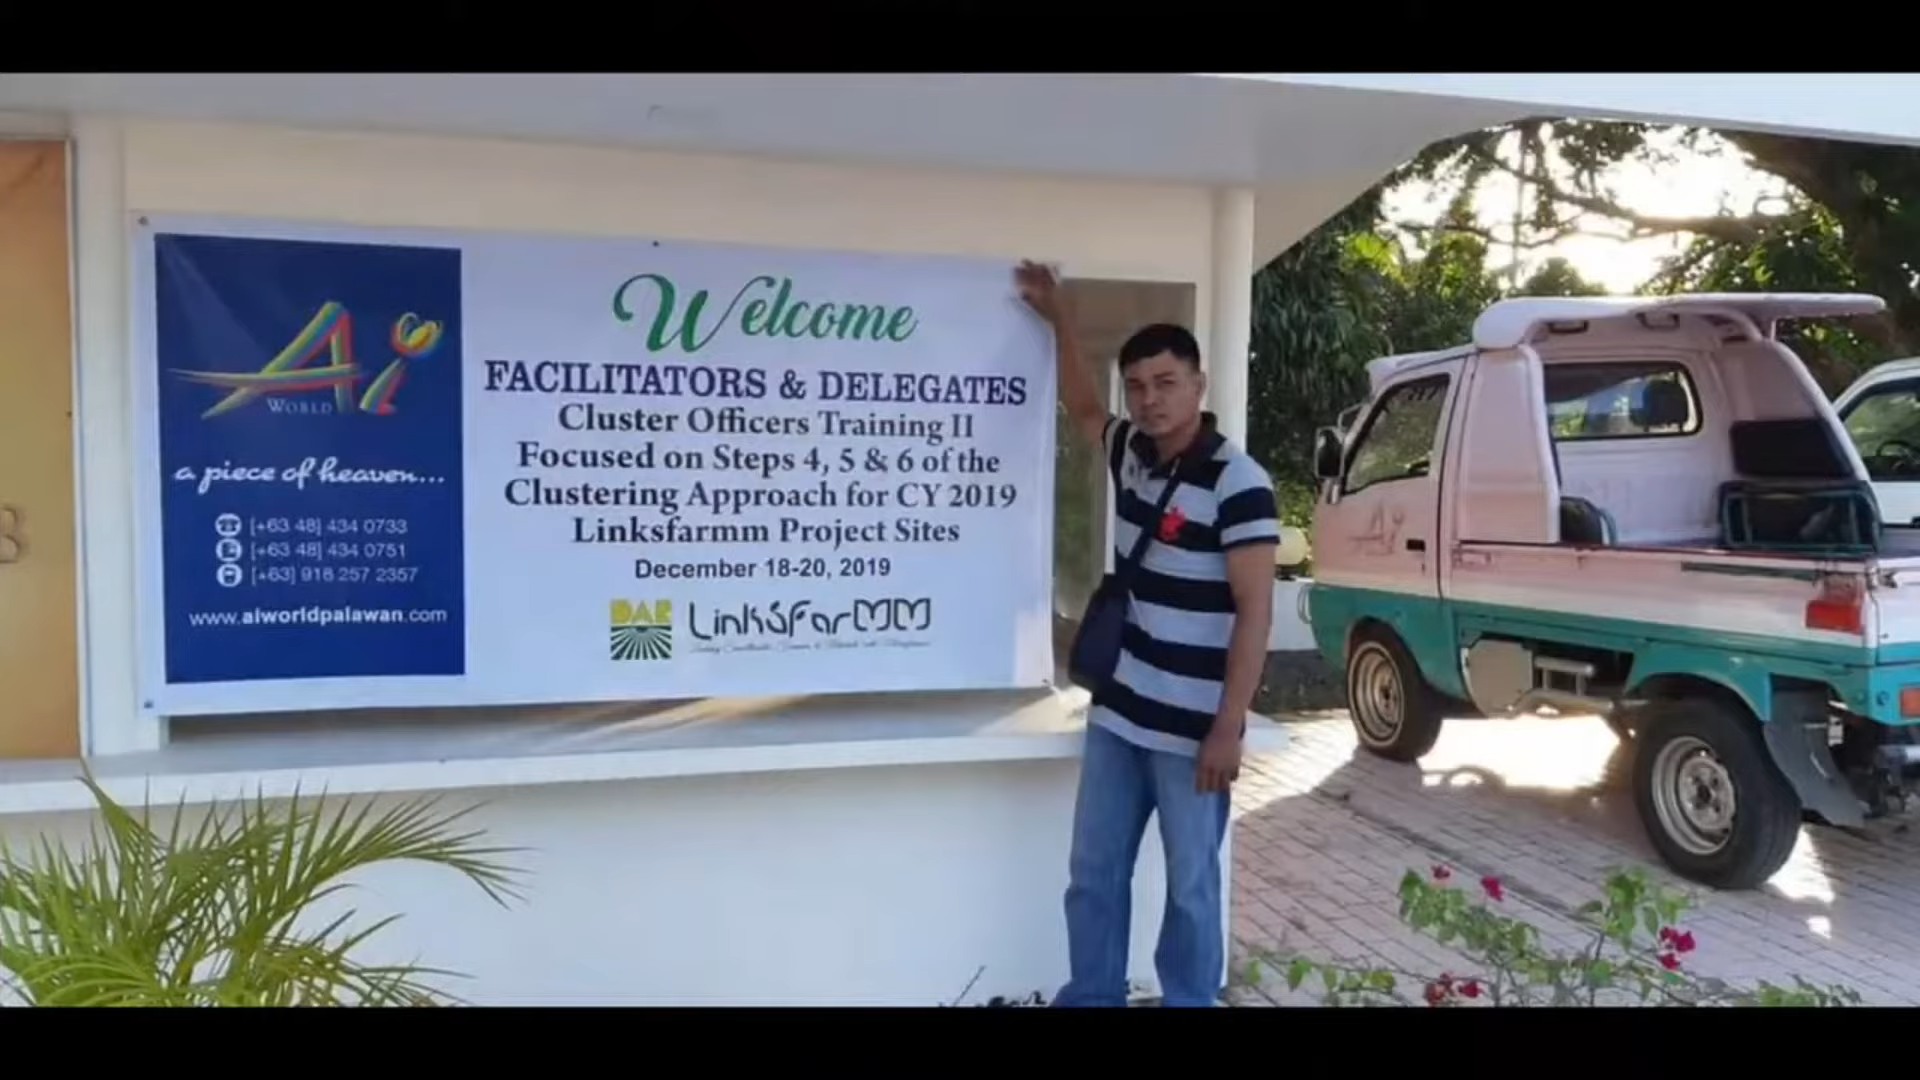 Ai
WORLD
a piece of heaven...
[+63 48] 434 0733
[+63 48] 434 0751
[+63] 918 257 2357
www.aiworldpalawan.com
Welcome
FACILITATORS & DELEGATES
Cluster Officers Training II
Focused on Steps 4, 5 & 6 of the
Clustering Approach for CY 2019
Linksfarmm Project Sites
December 18-20, 2019
DAR
LinkSFarMM
Ai